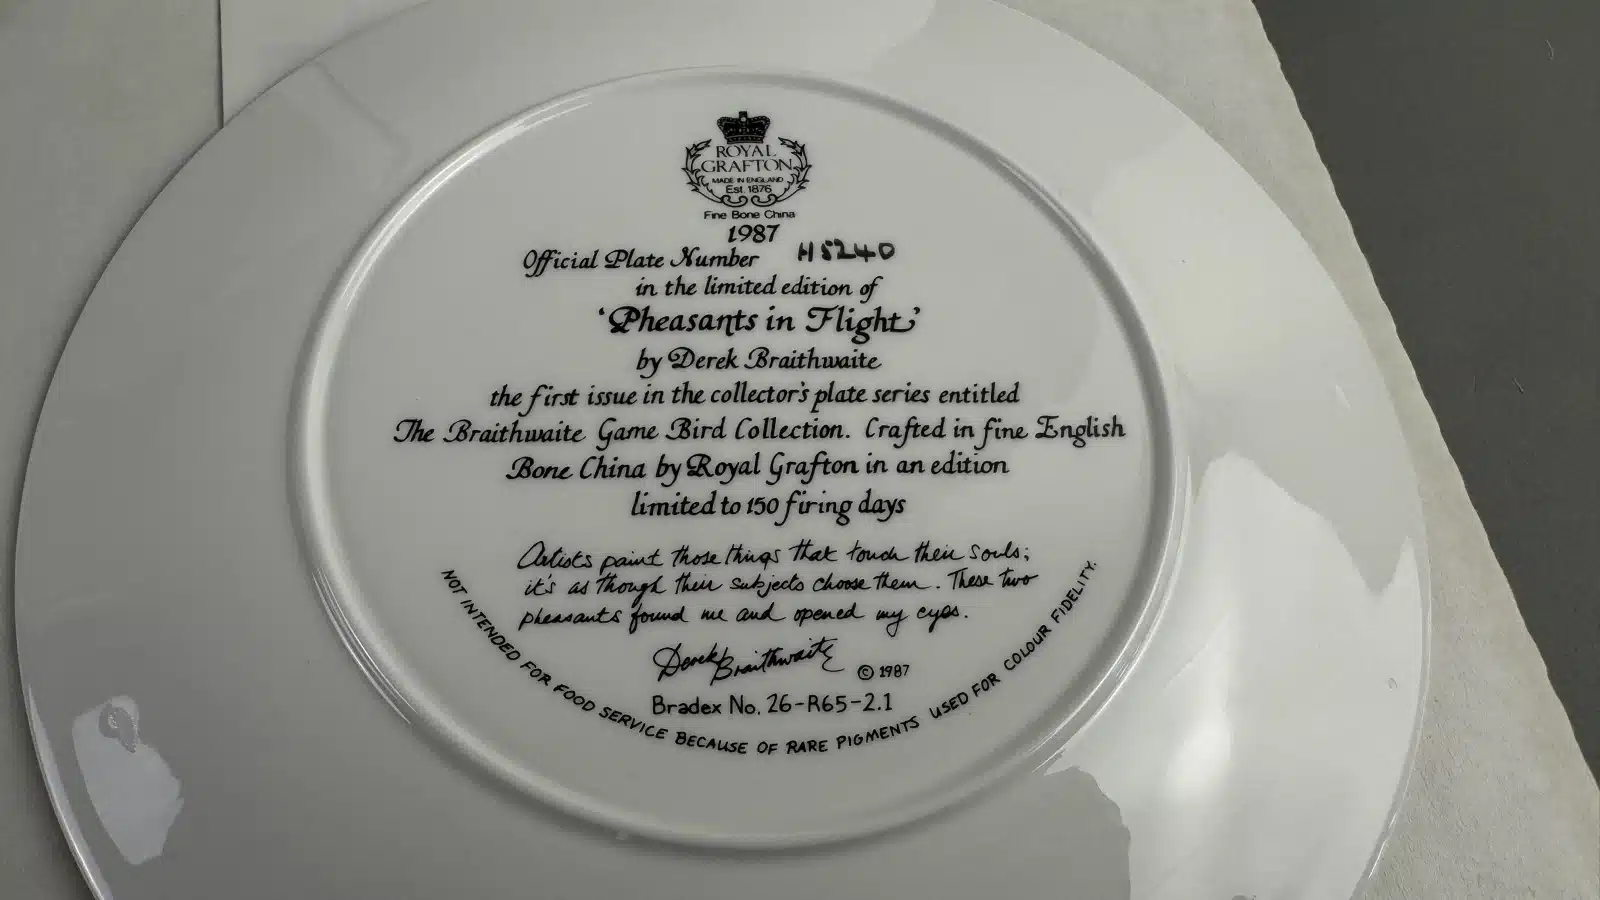 ROYAL
GRAFTON
MADE IN ENGLAND
Est. 1876
Fine Bone China
1987
Official Plate Number H5240
in the limited edition of
‘Pheasants in Flight’
by Derek Braithwaite
the first issue in the collector's plate series entitled
The Braithwaite Game Bird Collection. Crafted in fine English
Bone China by Royal Grafton in an edition
limited to 150 firing days
Artists paint those things that touch their souls;
it's as though their subjects choose them. These two
pheasants found me and opened my eyes.
Derek Braithwaite
© 1987
Bradex No. 26-R65-2.1
NOT INTENDED FOR FOOD SERVICE BECAUSE OF RARE PIGMENTS USED FOR COLOUR FIDELITY.